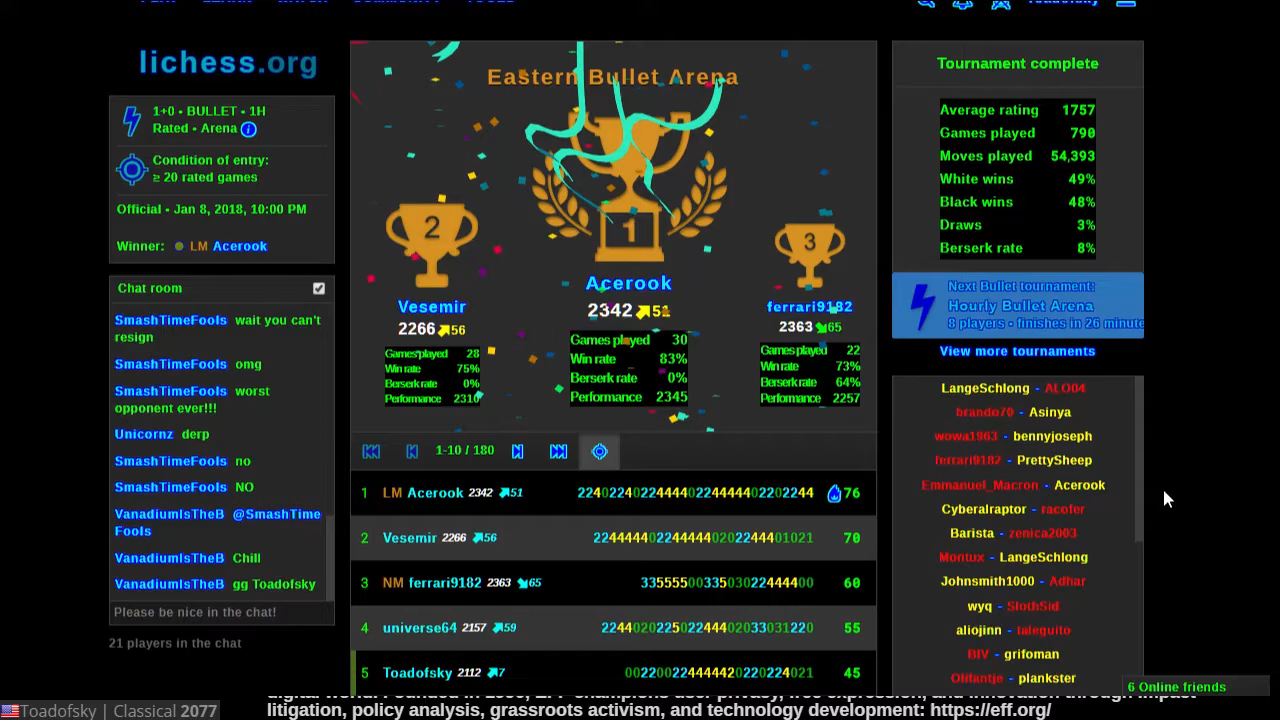 lichess.org
1+0 • BULLET • 1H
Rated • Arena
Condition of entry:
≥ 20 rated games
Official • Jan 8, 2018, 10:00 PM
Winner: LM Acerook
Chat room
SmashTimeFools wait you can't
resign
SmashTimeFools omg
SmashTimeFools worst
opponent ever!!!
Unicornz derp
SmashTimeFools no
SmashTimeFools NO
VanadiumIsTheB @SmashTime
Fools
VanadiumIsTheB Chill
VanadiumIsTheB gg Toadofsky
Please be nice in the chat!
21 players in the chat
Eastern Bullet Arena
2
1
3
Vesemir
2266 56
Games played 28
Win rate 75%
Berserk rate 0%
Performance 2310
Acerook
2342 51
Games played 30
Win rate 83%
Berserk rate 0%
Performance 2345
ferrari9182
2363 65
Games played 22
Win rate 73%
Berserk rate 64%
Performance 2257
1-10 / 180
1 LM Acerook 2342 51 224022402244440224444402202244 76
2 Vesemir 2266 56 224444402244440202244401021 70
3 NM ferrari9182 2363 65 3355550033503022444400 60
4 universe64 2157 59 224402022502244402033031220 55
5 Toadofsky 2112 7 002200224444420220224021 45
Tournament complete
Average rating 1757
Games played 790
Moves played 54,393
White wins 49%
Black wins 48%
Draws 3%
Berserk rate 8%
Next Bullet tournament:
Hourly Bullet Arena
8 players • finishes in 26 minute
View more tournaments
LangeSchlong - ALO04
brando70 - Asinya
wowa1963 - bennyjoseph
ferrari9182 - PrettySheep
Emmanuel_Macron - Acerook
Cyberalraptor - racofer
Barista - zenica2003
Montux - LangeSchlong
Johnsmith1000 - Adhar
wyq - SlothSid
aliojinn - taleguito
BIV - grifoman
Olifantje - plankster
6 Online friends
Toadofsky | Classical 2077
litigation, policy analysis, grassroots activism, and technology development: https://eff.org/